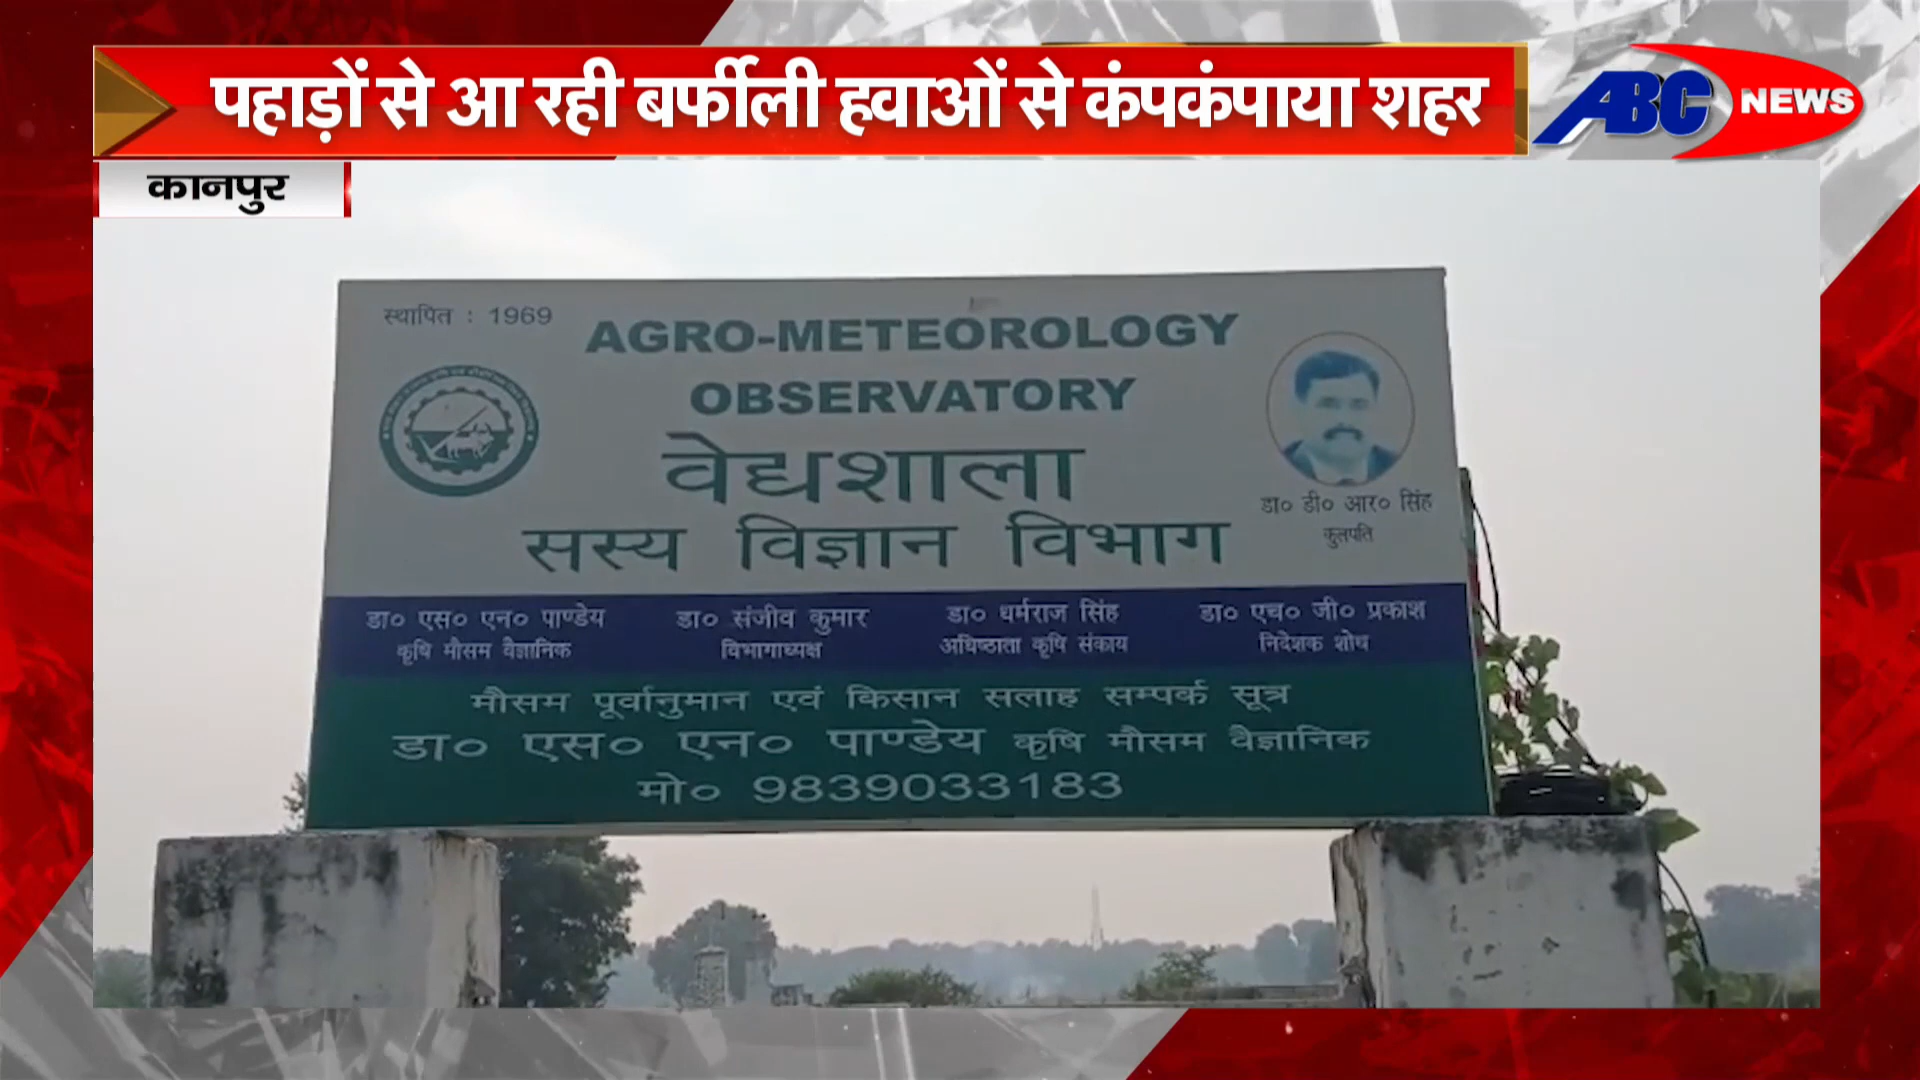 पहाड़ों से आ रही बर्फीली हवाओं से कंपकंपाया शहर
ABC NEWS
कानपुर
स्थापित : 1969
AGRO-METEOROLOGY
OBSERVATORY
वेद्यशाला
सस्य विज्ञान विभाग
डा० डी० आर० सिंह
कुलपति
डा० एस० एन० पाण्डेय
कृषि मौसम वैज्ञानिक
डा० संजीव कुमार
विभागाध्यक्ष
डा० धर्मराज सिंह
अधिष्ठाता कृषि संकाय
डा० एच० जी० प्रकाश
निदेशक शोध
मौसम पूर्वानुमान एवं किसान सलाह सम्पर्क सूत्र
डा० एस० एन० पाण्डेय कृषि मौसम वैज्ञानिक
मो० 9839033183